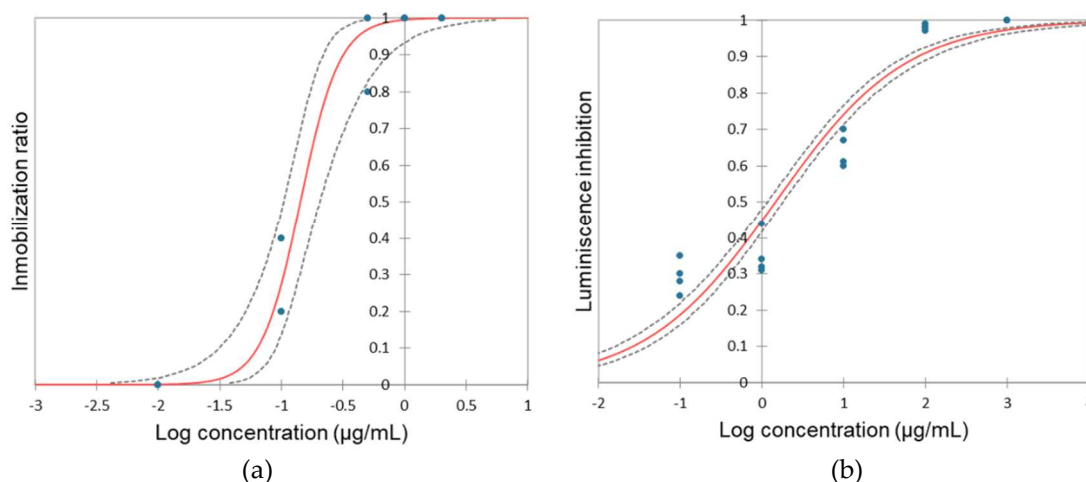 Inmobilization ratio
1
0.9
0.8
0.7
0.6
0.5
0.4
0.3
0.2
0.1
0
-3 -2.5 -2 -1.5 -1 -0.5 0 0.5 1
Log concentration (µg/mL)
(a)
Luminiscence inhibition
1
0.9
0.8
0.7
0.6
0.5
0.4
0.3
0.2
0.1
0
-2 -1 0 1 2 3
Log concentration (µg/mL)
(b)